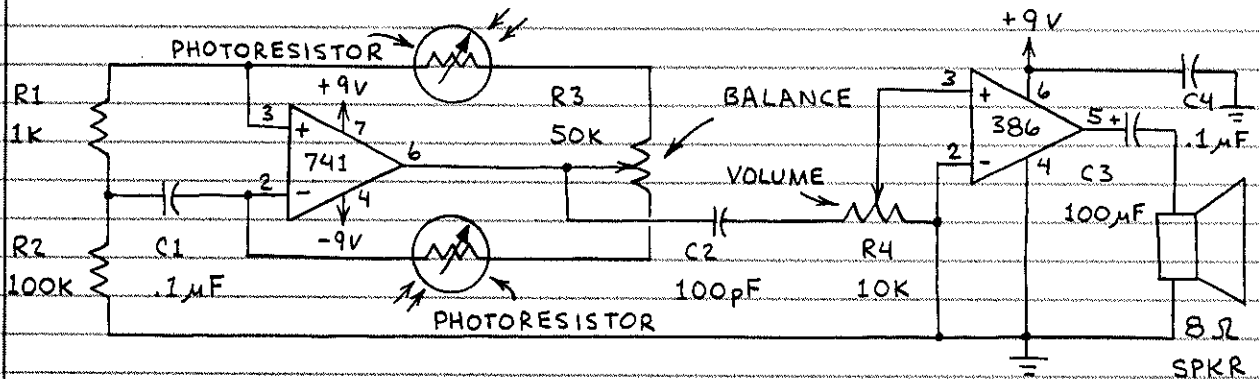 +9V
PHOTORESISTOR
R1
1K
+9V
R3
50K
BALANCE
3
+
7
741
6
2
-
4
-9V
VOLUME
3
+
386
6
5 +
C4
.1µF
2
-
4
C3
100µF
R2
100K
C1
.1µF
C2
100pF
R4
10K
PHOTORESISTOR
8Ω
SPKR